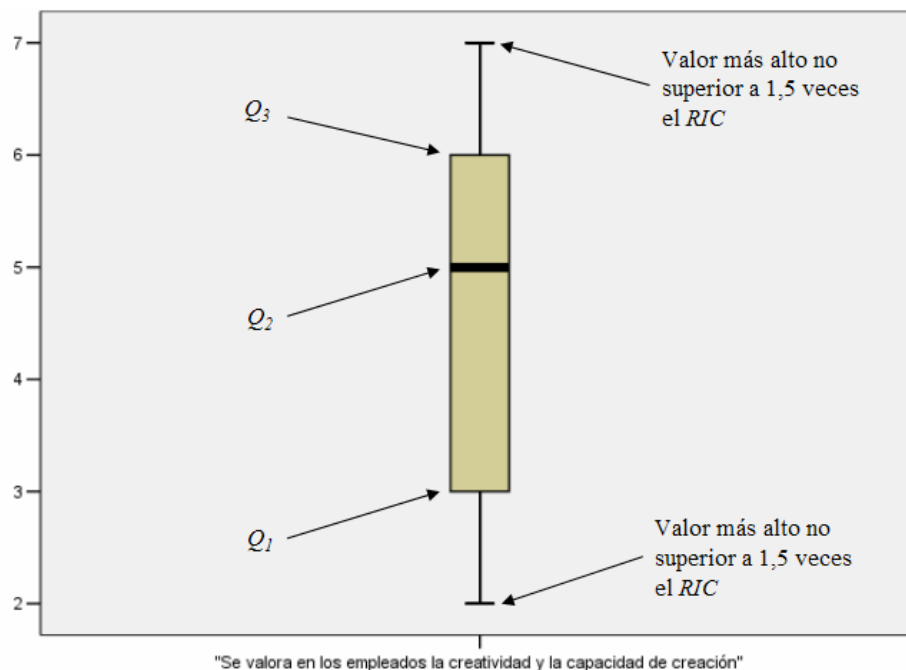 7
Valor más alto no
superior a 1,5 veces
el RIC
Q3
6
5
Q2
4
3
Q1
Valor más alto no
superior a 1,5 veces
el RIC
2
"Se valora en los empleados la creatividad y la capacidad de creación"